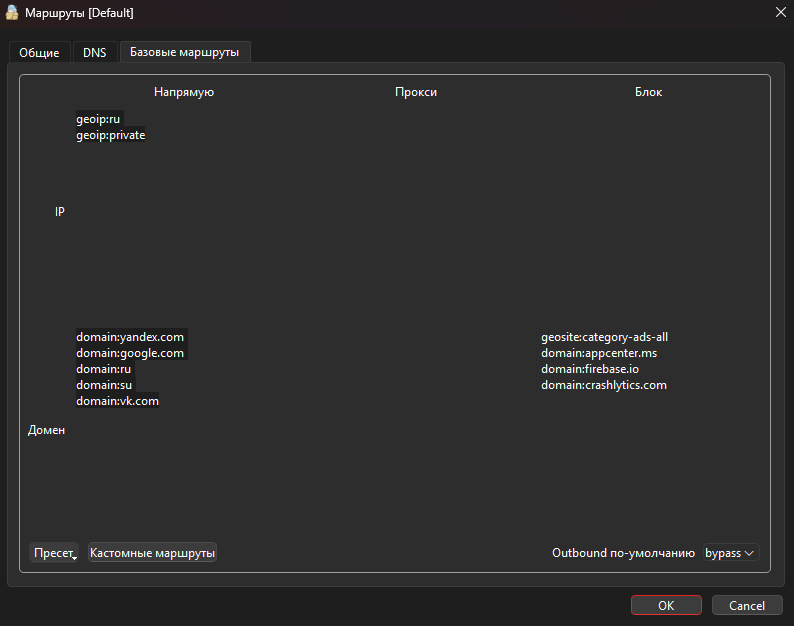 Маршруты [Default]
Общие DNS Базовые маршруты
Напрямую Прокси Блок
geoip:ru
geoip:private
IP
domain:yandex.com geosite:category-ads-all
domain:google.com domain:appcenter.ms
domain:ru domain:firebase.io
domain:su domain:crashlytics.com
domain:vk.com
Домен
Пресет Кастомные маршруты Outbound по-умолчанию bypass
OK Cancel